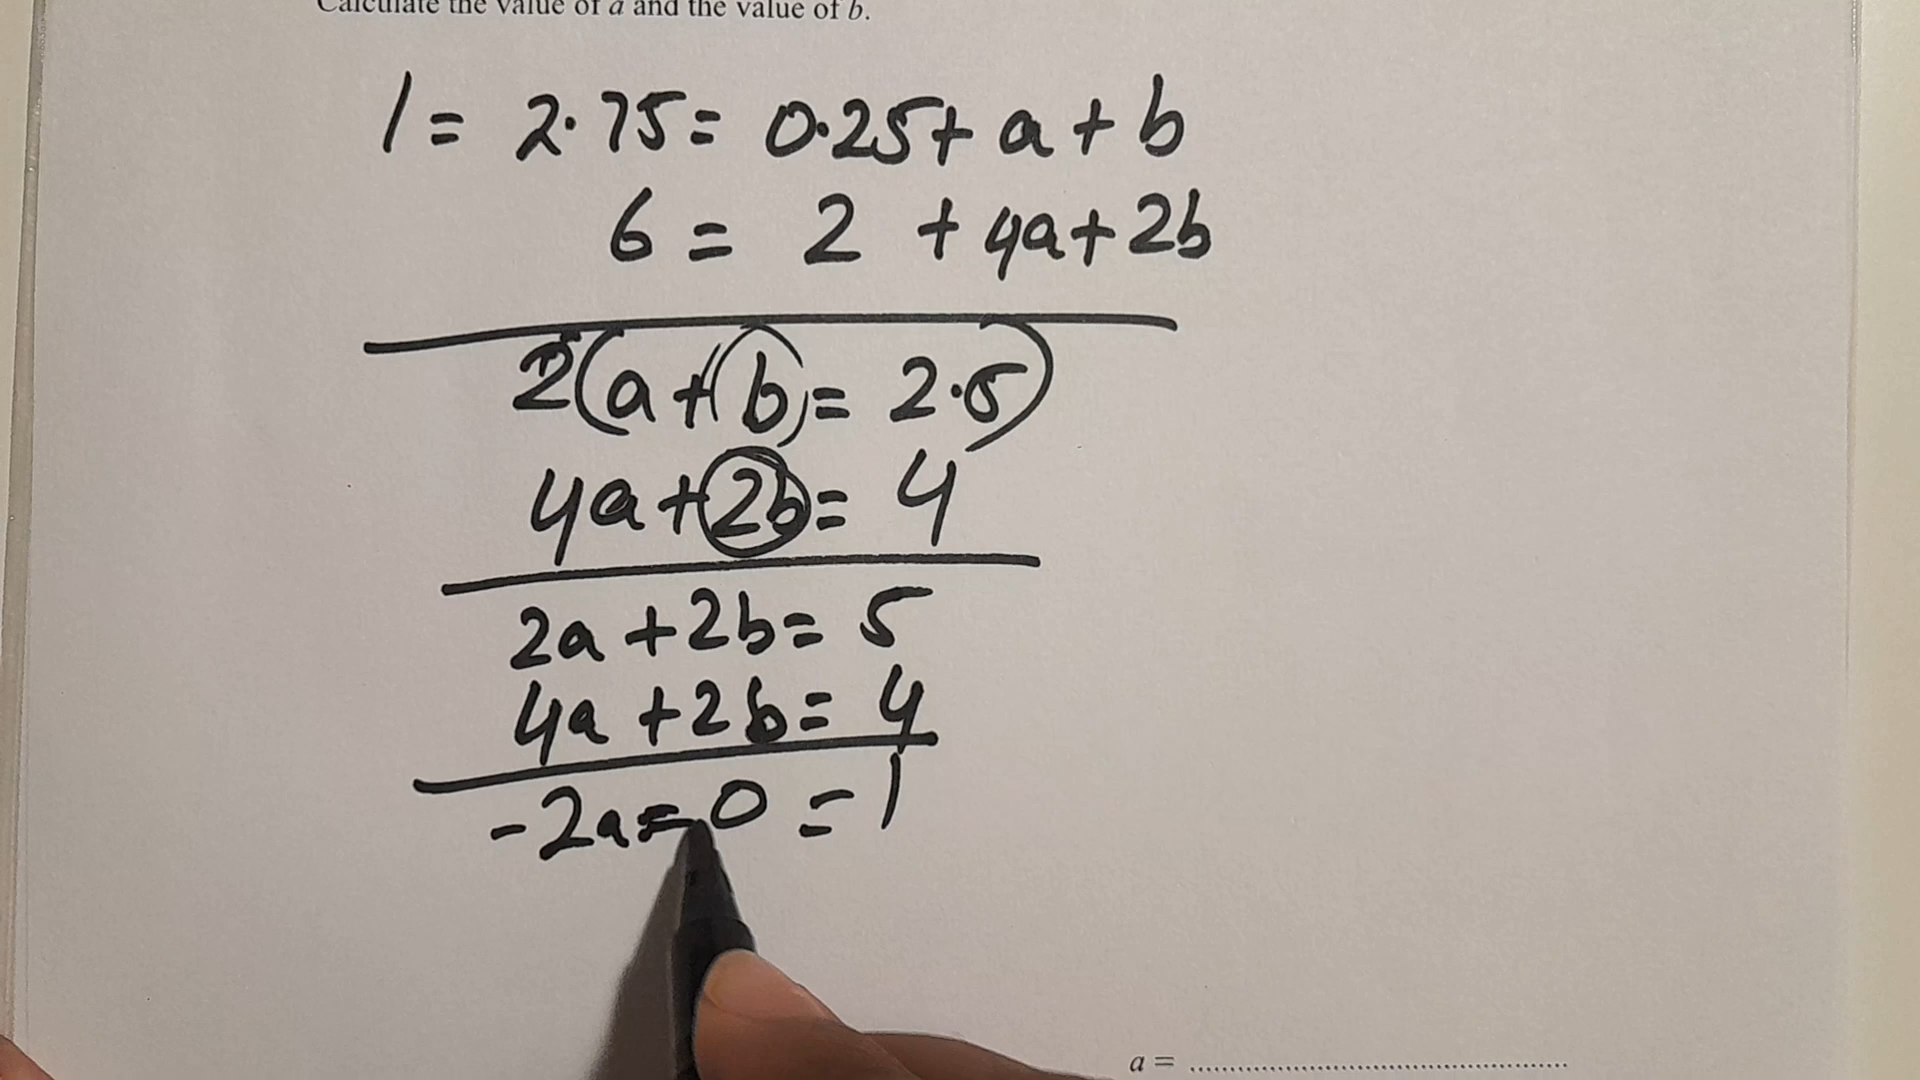 Calculate the value of a and the value of b.
1 = 2.75 = 0.25 + a + b
6 = 2 + 4a + 2b
2(a + (b) = 2.5)
4a + 2b = 4
2a + 2b = 5
4a + 2b = 4
-2a = 0 = 1
a = ........................................